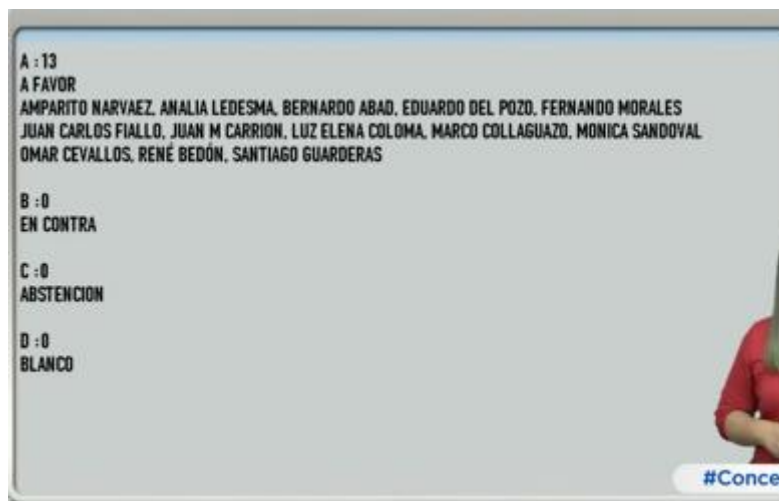 A : 13
A FAVOR
AMPARITO NARVAEZ, ANALIA LEDESMA, BERNARDO ABAD, EDUARDO DEL POZO, FERNANDO MORALES
JUAN CARLOS FIALLO, JUAN M CARRION, LUZ ELENA COLOMA, MARCO COLLAGUAZO, MONICA SANDOVAL
OMAR CEVALLOS, RENÉ BEDÓN, SANTIAGO GUARDERAS
B : 0
EN CONTRA
C : 0
ABSTENCION
D : 0
BLANCO
#Conce